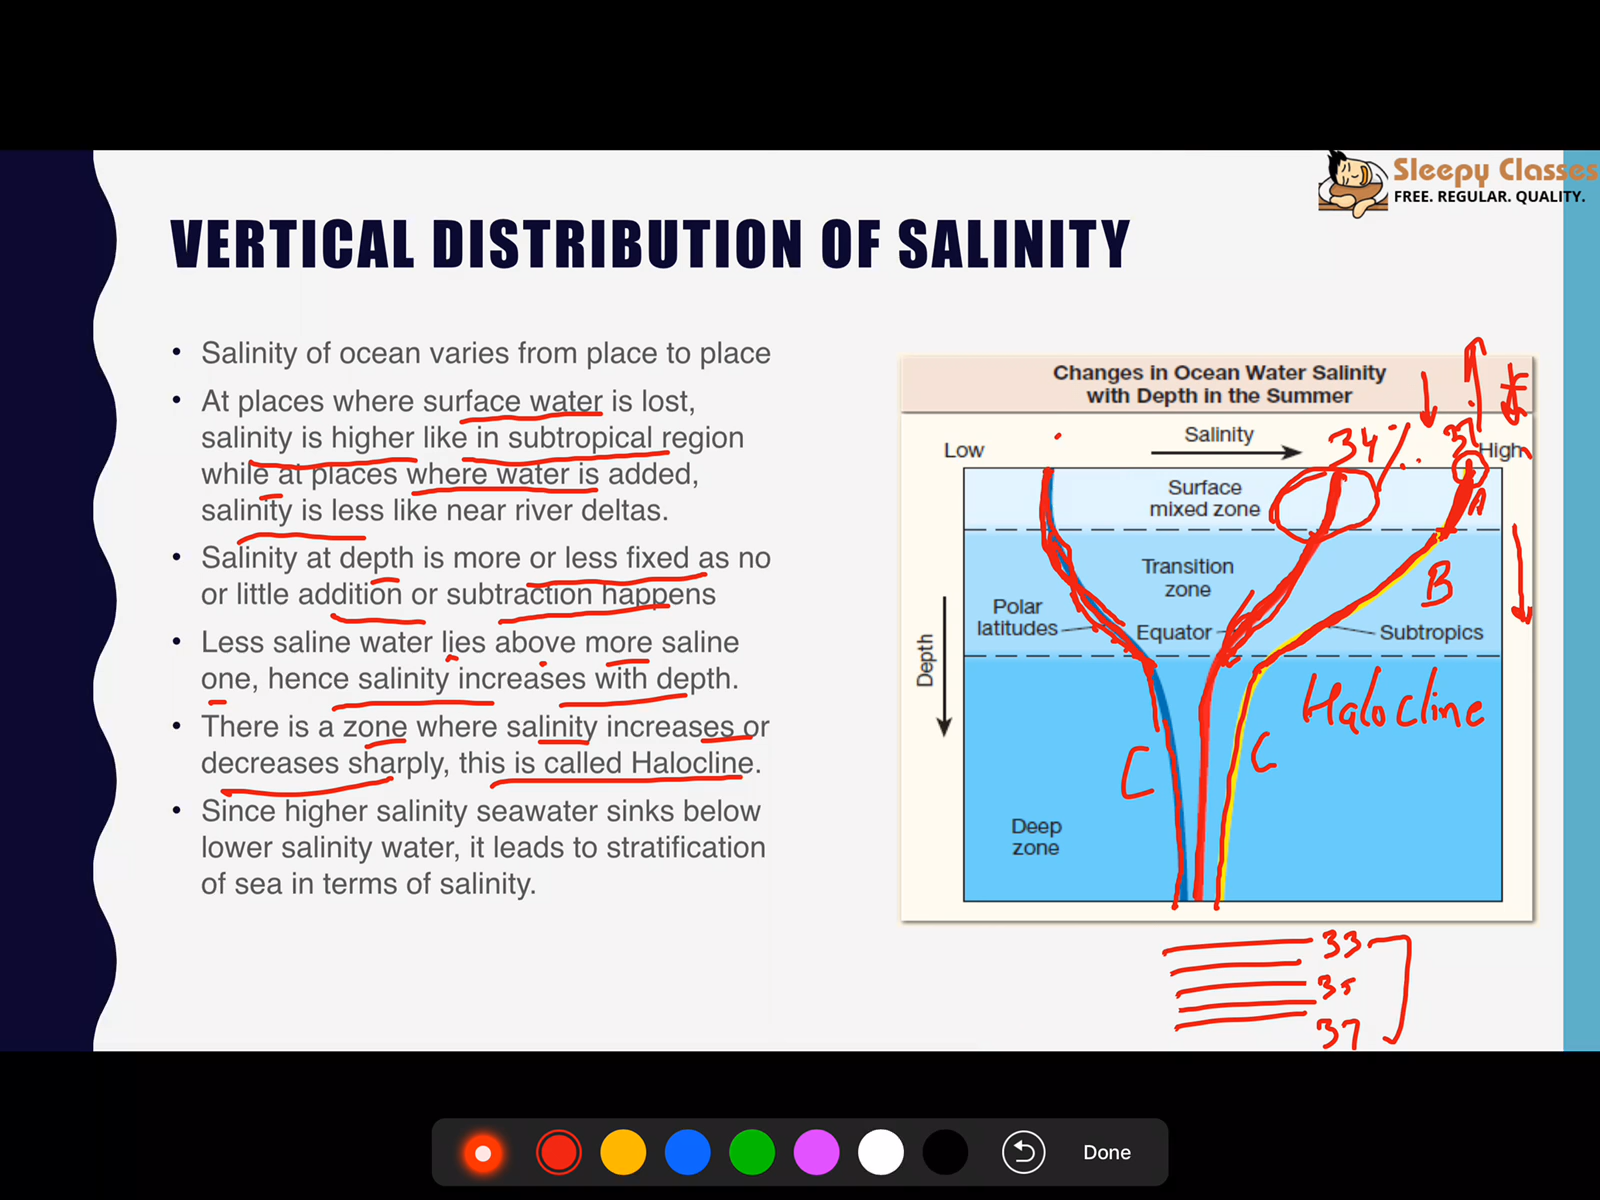 Sleepy Classes
FREE. REGULAR. QUALITY.
VERTICAL DISTRIBUTION OF SALINITY
• Salinity of ocean varies from place to place
• At places where surface water is lost,
salinity is higher like in subtropical region
while at places where water is added,
salinity is less like near river deltas.
• Salinity at depth is more or less fixed as no
or little addition or subtraction happens
• Less saline water lies above more saline
one, hence salinity increases with depth.
• There is a zone where salinity increases or
decreases sharply, this is called Halocline.
• Since higher salinity seawater sinks below
lower salinity water, it leads to stratification
of sea in terms of salinity.
Changes in Ocean Water Salinity
with Depth in the Summer
Low
Salinity
34%.
37
High
Surface
mixed zone
A
Transition
zone
B
Polar
latitudes
Equator
Subtropics
Depth
Halocline
C
C
Deep
zone
33
35
37
Done